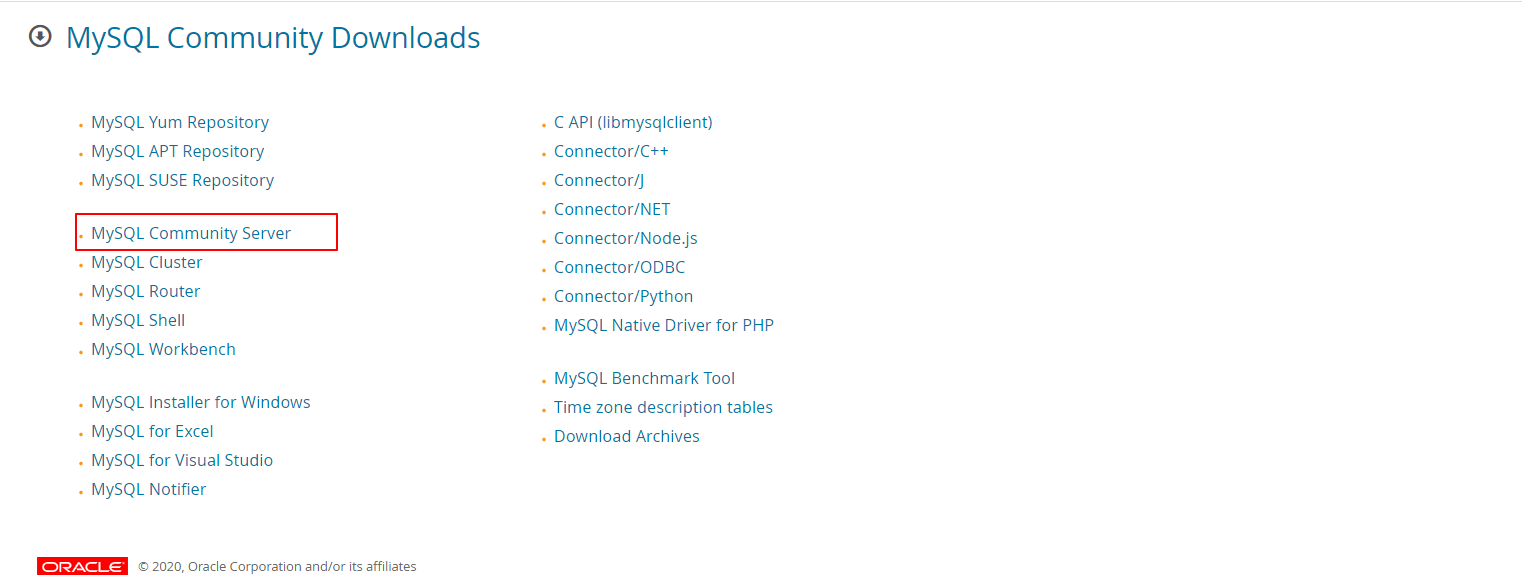 MySQL Community Downloads
MySQL Yum Repository
MySQL APT Repository
MySQL SUSE Repository
MySQL Community Server
MySQL Cluster
MySQL Router
MySQL Shell
MySQL Workbench
MySQL Installer for Windows
MySQL for Excel
MySQL for Visual Studio
MySQL Notifier
C API (libmysqlclient)
Connector/C++
Connector/J
Connector/NET
Connector/Node.js
Connector/ODBC
Connector/Python
MySQL Native Driver for PHP
MySQL Benchmark Tool
Time zone description tables
Download Archives
ORACLE © 2020, Oracle Corporation and/or its affiliates